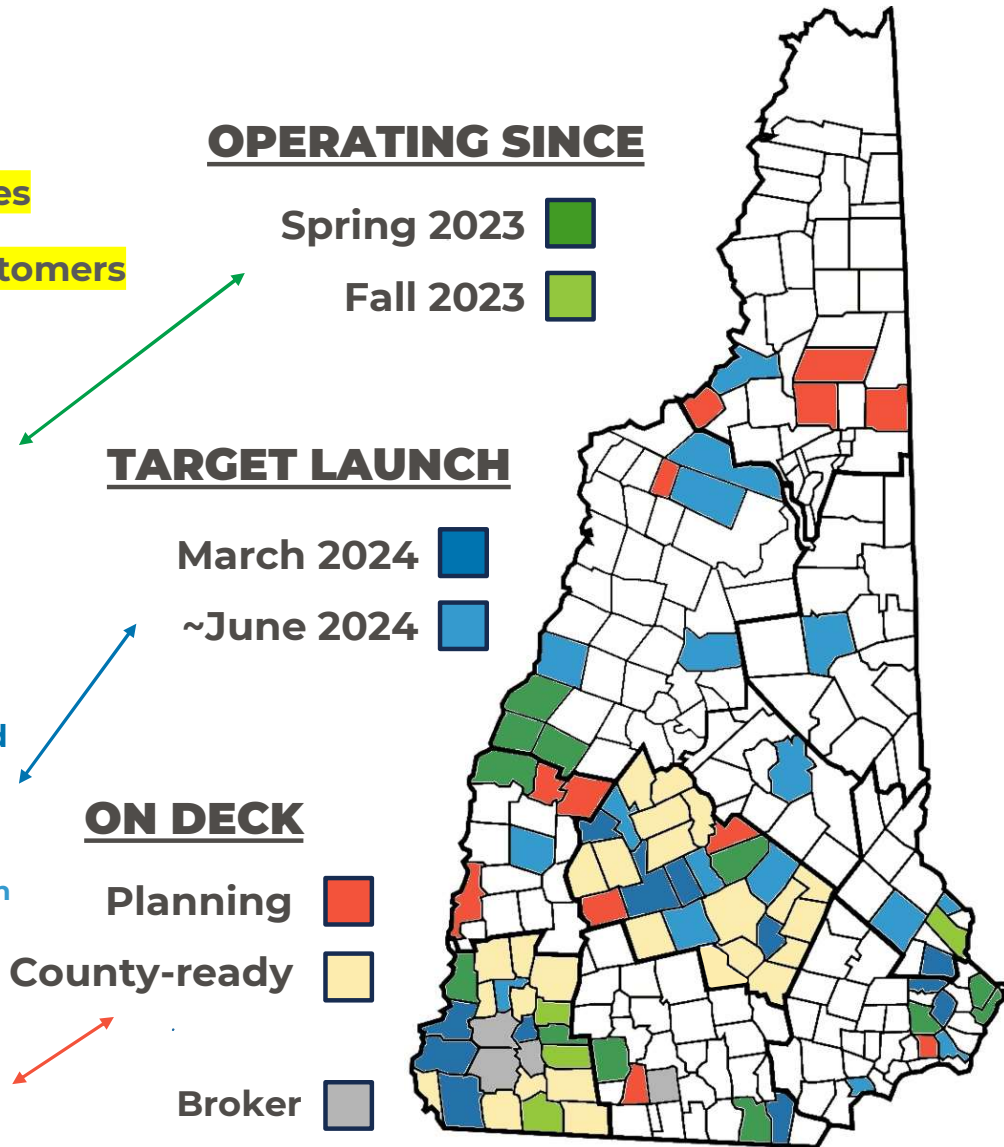 OPERATING SINCE
es
Spring 2023
tomers
Fall 2023
TARGET LAUNCH
March 2024
~June 2024
d
ON DECK
n
Planning
County-ready
Broker